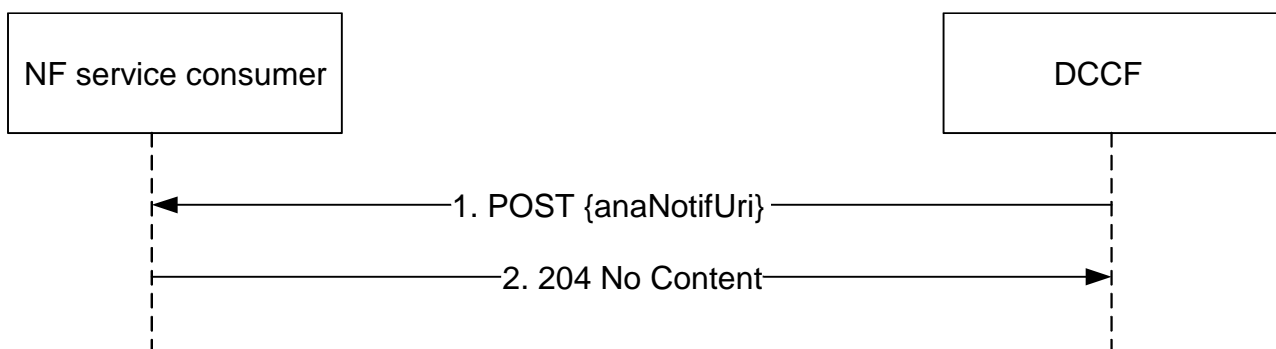 NF service consumer
DCCF
1. POST {anaNotifUri}
2. 204 No Content